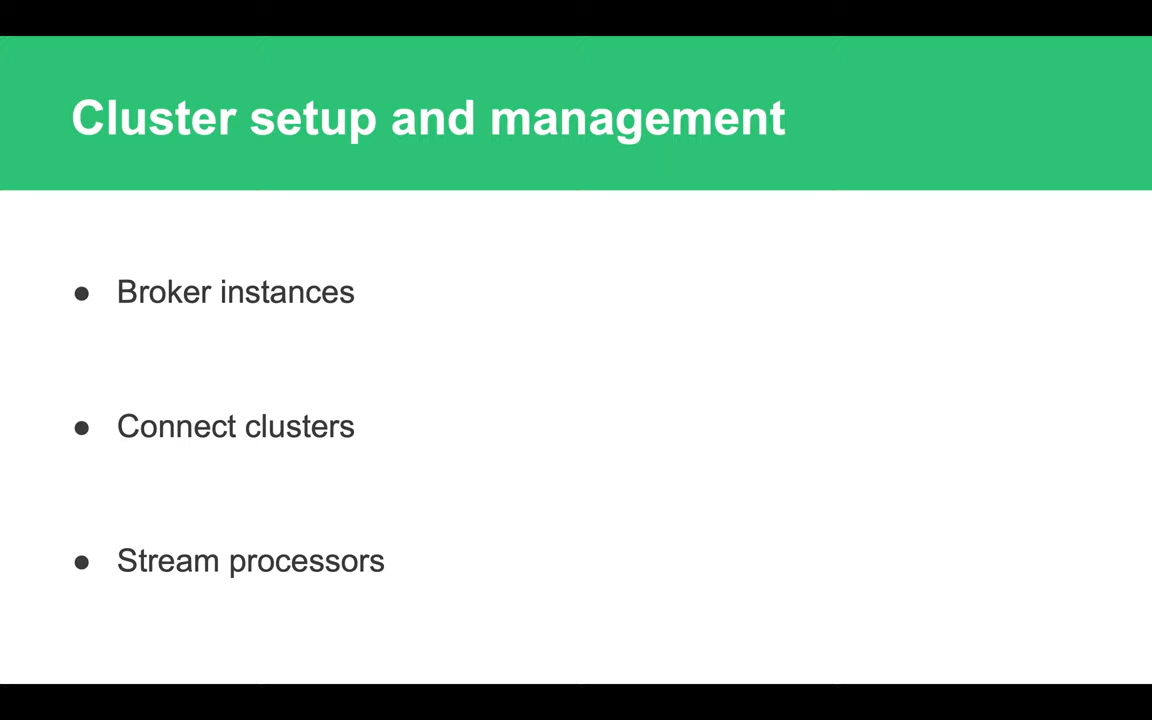 Cluster setup and management
● Broker instances
● Connect clusters
● Stream processors